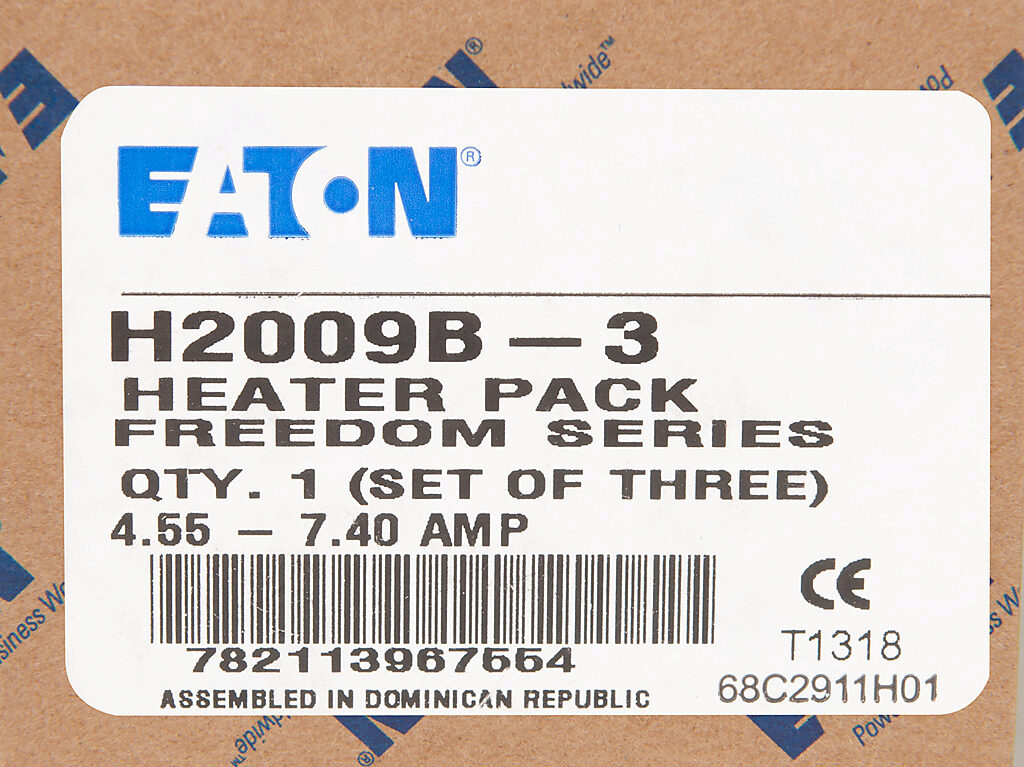 EATON®
H2009B — 3
HEATER PACK
FREEDOM SERIES
QTY. 1 (SET OF THREE)
4.55 — 7.40 AMP
CE
T1318
68C2911H01
ASSEMBLED IN DOMINICAN REPUBLIC